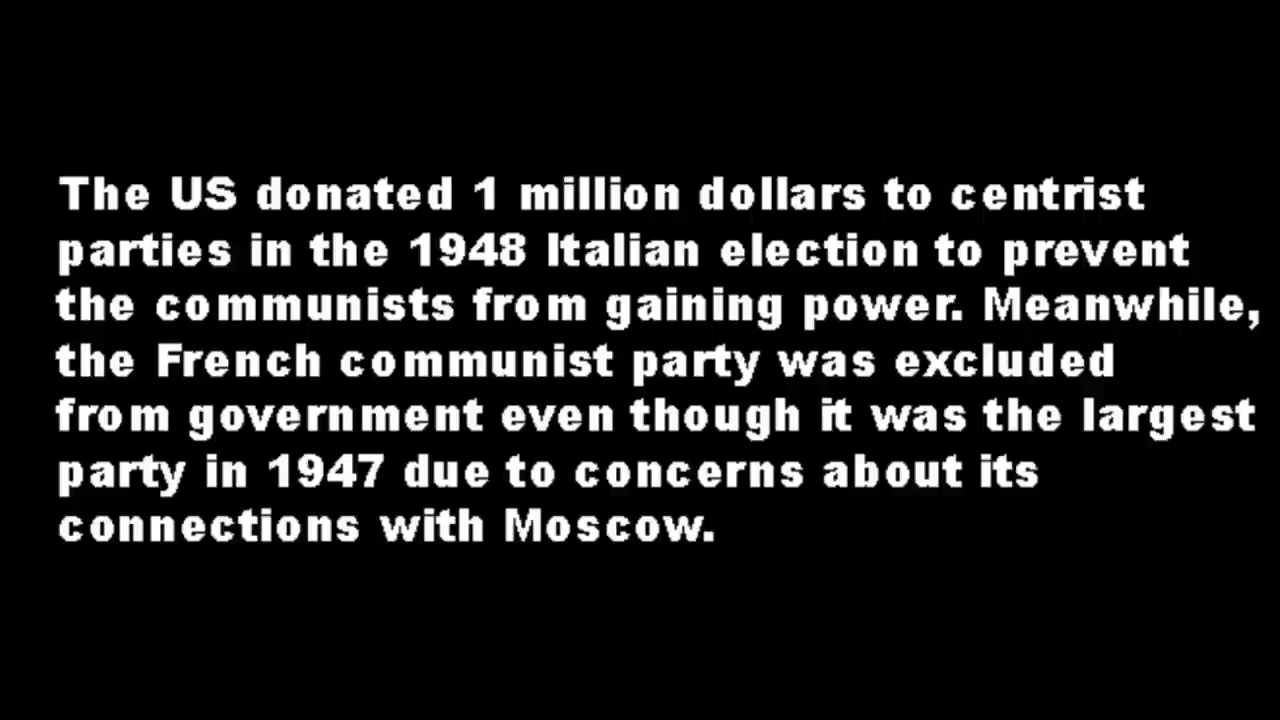 The US donated 1 million dollars to centrist
parties in the 1948 Italian election to prevent
the communists from gaining power. Meanwhile,
the French communist party was excluded
from government even though it was the largest
party in 1947 due to concerns about its
connections with Moscow.